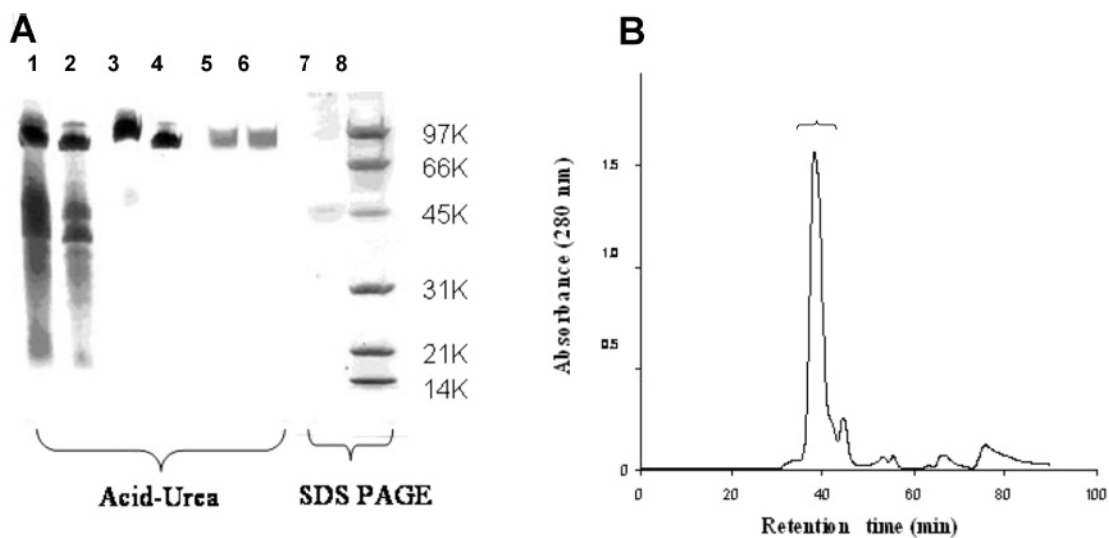 A
1 2 3 4 5 6 7 8
97K
66K
45K
31K
21K
14K
Acid-Urea
SDS PAGE
B
Absorbance (280 nm)
1.5
1.0
0.5
0
0 20 40 60 80 100
Retention time (min)